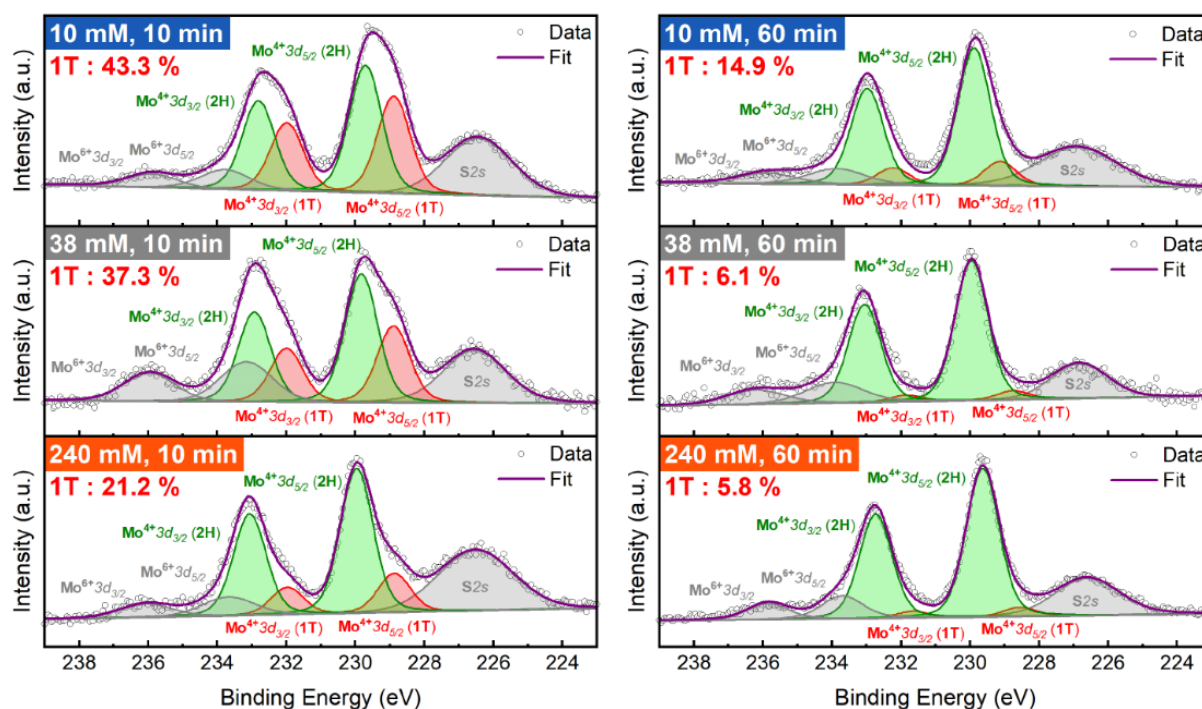 10 mM, 10 min
1T : 43.3 %
Mo⁴⁺3d₅/₂ (2H)
Mo⁴⁺3d₃/₂ (2H)
Mo⁶⁺3d₃/₂
Mo⁶⁺3d₅/₂
Mo⁴⁺3d₃/₂ (1T)
Mo⁴⁺3d₅/₂ (1T)
S2s
Data
Fit
Intensity (a.u.)
38 mM, 10 min
1T : 37.3 %
Mo⁴⁺3d₅/₂ (2H)
Mo⁴⁺3d₃/₂ (2H)
Mo⁶⁺3d₃/₂
Mo⁶⁺3d₅/₂
Mo⁴⁺3d₃/₂ (1T)
Mo⁴⁺3d₅/₂ (1T)
S2s
Data
Fit
Intensity (a.u.)
240 mM, 10 min
1T : 21.2 %
Mo⁴⁺3d₅/₂ (2H)
Mo⁴⁺3d₃/₂ (2H)
Mo⁶⁺3d₃/₂
Mo⁶⁺3d₅/₂
Mo⁴⁺3d₃/₂ (1T)
Mo⁴⁺3d₅/₂ (1T)
S2s
Data
Fit
Intensity (a.u.)
238 236 234 232 230 228 226 224
Binding Energy (eV)
10 mM, 60 min
1T : 14.9 %
Mo⁴⁺3d₅/₂ (2H)
Mo⁴⁺3d₃/₂ (2H)
Mo⁶⁺3d₃/₂
Mo⁶⁺3d₅/₂
Mo⁴⁺3d₃/₂ (1T)
Mo⁴⁺3d₅/₂ (1T)
S2s
Data
Fit
Intensity (a.u.)
38 mM, 60 min
1T : 6.1 %
Mo⁴⁺3d₅/₂ (2H)
Mo⁴⁺3d₃/₂ (2H)
Mo⁶⁺3d₃/₂
Mo⁶⁺3d₅/₂
Mo⁴⁺3d₃/₂ (1T)
Mo⁴⁺3d₅/₂ (1T)
S2s
Data
Fit
Intensity (a.u.)
240 mM, 60 min
1T : 5.8 %
Mo⁴⁺3d₅/₂ (2H)
Mo⁴⁺3d₃/₂ (2H)
Mo⁶⁺3d₃/₂
Mo⁶⁺3d₅/₂
Mo⁴⁺3d₃/₂ (1T)
Mo⁴⁺3d₅/₂ (1T)
S2s
Data
Fit
Intensity (a.u.)
238 236 234 232 230 228 226 224
Binding Energy (eV)